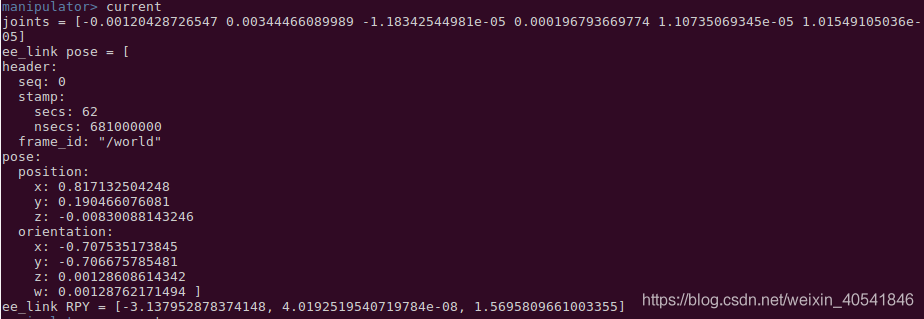 manipulator> current
joints = [-0.00120428726547 0.00344466089989 -1.18342544981e-05 0.000196793669774 1.10735069345e-05 1.01549105036e-
05]
ee_link pose = [
header:
  seq: 0
  stamp:
    secs: 62
    nsecs: 681000000
  frame_id: "/world"
pose:
  position:
    x: 0.817132504248
    y: 0.190466076081
    z: -0.00830088143246
  orientation:
    x: -0.707535173845
    y: -0.706675785481
    z: 0.00128608614342
    w: 0.00128762171494 ]
ee_link RPY = [-3.137952878374148, 4.0192519540719784e-08, 1.5695809661003355]
https://blog.csdn.net/weixin_40541846